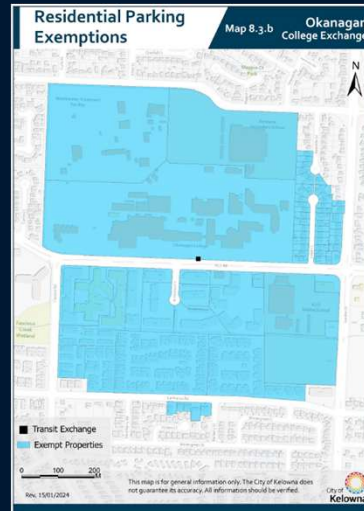 Residential Parking
Exemptions
Map 8.3.b
Okanagan
College Exchange
N
Transit Exchange
Exempt Properties
0 100 200
Rev. 15/01/2024
This map is for general information only. The City of Kelowna does
not guarantee its accuracy. All information should be verified.
City of
Kelowna